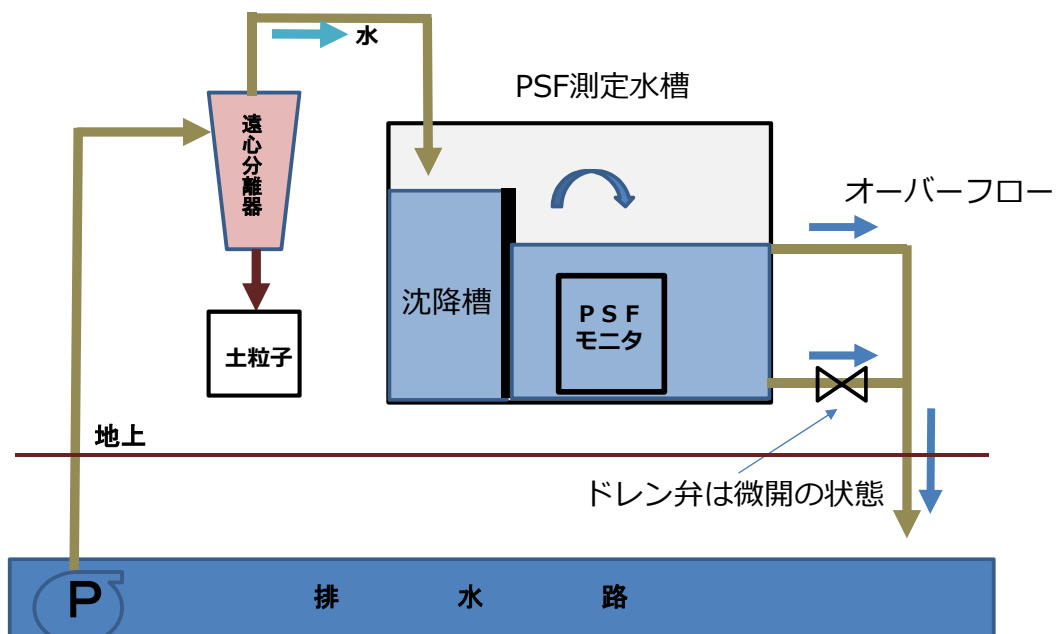 水
PSF測定水槽
遠心分離器
オーバーフロー
沈降槽
ＰＳＦ
モニタ
土粒子
地上
ドレン弁は微開の状態
P
排水路